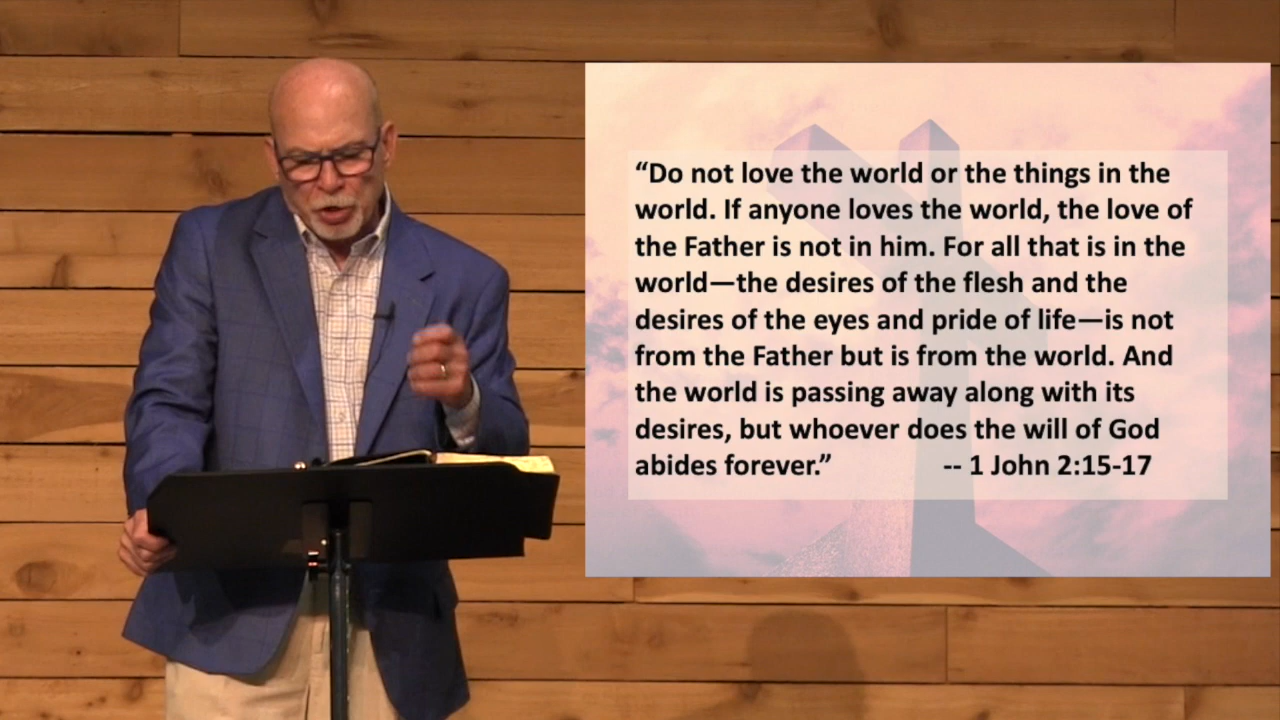 “Do not love the world or the things in the
world. If anyone loves the world, the love of
the Father is not in him. For all that is in the
world—the desires of the flesh and the
desires of the eyes and pride of life—is not
from the Father but is from the world. And
the world is passing away along with its
desires, but whoever does the will of God
abides forever.” -- 1 John 2:15-17